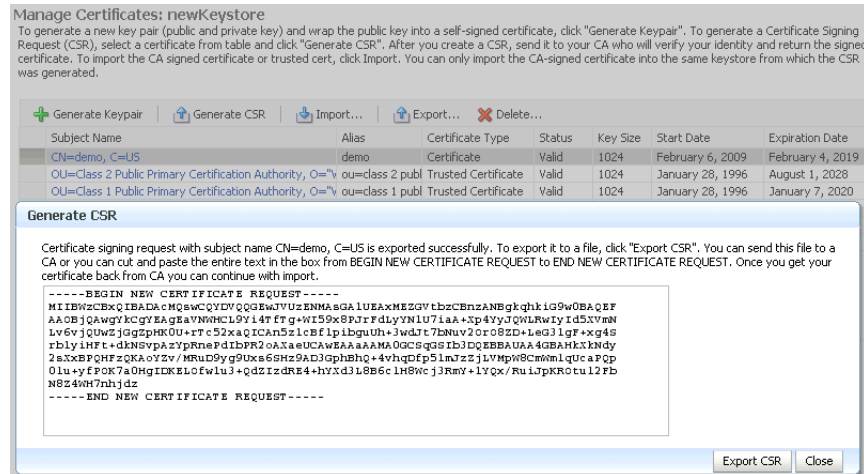 Manage Certificates: newKeystore
To generate a new key pair (public and private key) and wrap the public key into a self-signed certificate, click "Generate Keypair". To generate a Certificate Signing
Request (CSR), select a certificate from table and click "Generate CSR". After you create a CSR, send it to your CA who will verify your identity and return the signed
certificate. To import the CA signed certificate or trusted cert, click Import. You can only import the CA-signed certificate into the same keystore from which the CSR
was generated.
Generate Keypair Generate CSR Import... Export... Delete...
Subject Name Alias Certificate Type Status Key Size Start Date Expiration Date
CN=demo, C=US demo Certificate Valid 1024 February 6, 2009 February 4, 2019
OU=Class 2 Public Primary Certification Authority, O="V ou=class 2 publ Trusted Certificate Valid 1024 January 28, 1996 August 1, 2028
OU=Class 1 Public Primary Certification Authority, O="V ou=class 1 publ Trusted Certificate Valid 1024 January 28, 1996 January 7, 2020
Generate CSR
Certificate signing request with subject name CN=demo, C=US is exported successfully. To export it to a file, click "Export CSR". You can send this file to a
CA or you can cut and paste the entire text in the box from BEGIN NEW CERTIFICATE REQUEST to END NEW CERTIFICATE REQUEST. Once you get your
certificate back from CA you can continue with import.
-----BEGIN NEW CERTIFICATE REQUEST-----
N8Z4WH7nhjdz
-----END NEW CERTIFICATE REQUEST-----
Export CSR Close